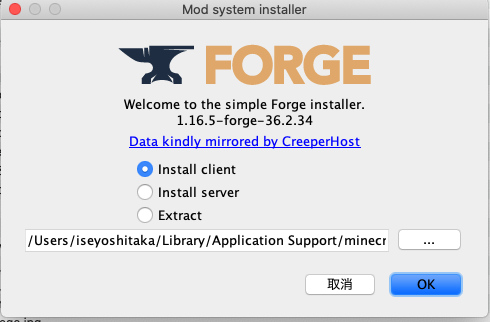 Mod system installer
FORGE
Welcome to the simple Forge installer.
1.16.5-forge-36.2.34
Data kindly mirrored by CreeperHost
Install client
Install server
Extract
/Users/iseyoshitaka/Library/Application Support/minecr
...
取消
OK